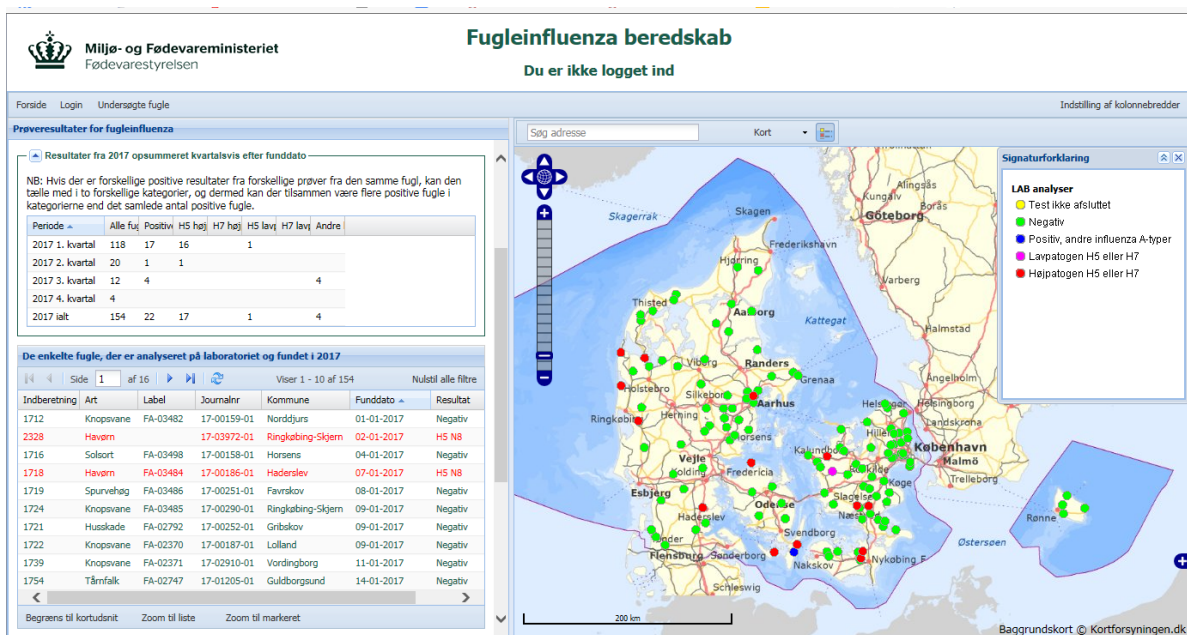 Miljø- og Fødevareministeriet
Fødevarestyrelsen
Fugleinfluenza beredskab
Du er ikke logget ind
Forside Login Undersøgte fugle Indstilling af kolonnebredder
Prøveresultater for fugleinfluenza
Resultater fra 2017 opsummeret kvartalsvis efter funddato
NB: Hvis der er forskellige positive resultater fra forskellige prøver fra den samme fugl, kan den
tælle med i to forskellige kategorier, og dermed kan der tilsammen være flere positive fugle i
kategorierne end det samlede antal positive fugle.
Periode Alle fug Positive H5 høj H7 høj H5 lavp H7 lavp Andre
2017 1. kvartal 118 17 16 1
2017 2. kvartal 20 1 1
2017 3. kvartal 12 4 4
2017 4. kvartal 4
2017 ialt 154 22 17 1 4
De enkelte fugle, der er analyseret på laboratoriet og fundet i 2017
Side 1 af 16 Viser 1 - 10 af 154 Nulstil alle filtre
Indberetning Art Label Journalnr Kommune Funddato Resultat
1712 Knopsvane FA-03482 17-00159-01 Norddjurs 01-01-2017 Negativ
2328 Havørn 17-03972-01 Ringkøbing-Skjern 02-01-2017 H5 N8
1716 Solsort FA-03498 17-00158-01 Horsens 04-01-2017 Negativ
1718 Havørn FA-03484 17-00186-01 Haderslev 07-01-2017 H5 N8
1719 Spurvehøg FA-03486 17-00251-01 Favrskov 08-01-2017 Negativ
1724 Knopsvane FA-03485 17-00290-01 Ringkøbing-Skjern 09-01-2017 Negativ
1721 Husskade FA-02792 17-00252-01 Gribskov 09-01-2017 Negativ
1722 Knopsvane FA-02370 17-00187-01 Lolland 09-01-2017 Negativ
1739 Knopsvane FA-02371 17-02910-01 Vordingborg 11-01-2017 Negativ
1754 Tårnfalk FA-02747 17-01205-01 Guldborgsund 14-01-2017 Negativ
Begræns til kortudsnit Zoom til liste Zoom til markeret
Søg adresse Kort
Signaturforklaring
LAB analyser
Test ikke afsluttet
Negativ
Positiv, andre influenza A-typer
Lavpatogen H5 eller H7
Højpatogen H5 eller H7
Alingsås
Kungälv
Borås
Göteborg
Skagerrak
Skagen
Frederikshavn
Hjørring
Varberg
Thisted
Aalborg
Kattegat
Halmstad
Viborg
Randers
Grenaa
Ängelholm
Holstebro
Silkeborg
Aarhus
Helsingør
Helsingborg
Ringkøbing
Herning
Landskrona
Hillerød
Horsens
København
Kalundborg
Malmö
Vejle
Kolding
Fredericia
Roskilde
Trelleborg
Esbjerg
Køge
Slagelse
Odense
Haderslev
Næstved
Rønne
Svendborg
Tønder
Østersøen
Flensburg
Sønderborg
Nakskov
Nykøbing F
Schleswig
200 km
Baggrundskort © Kortforsyningen.dk